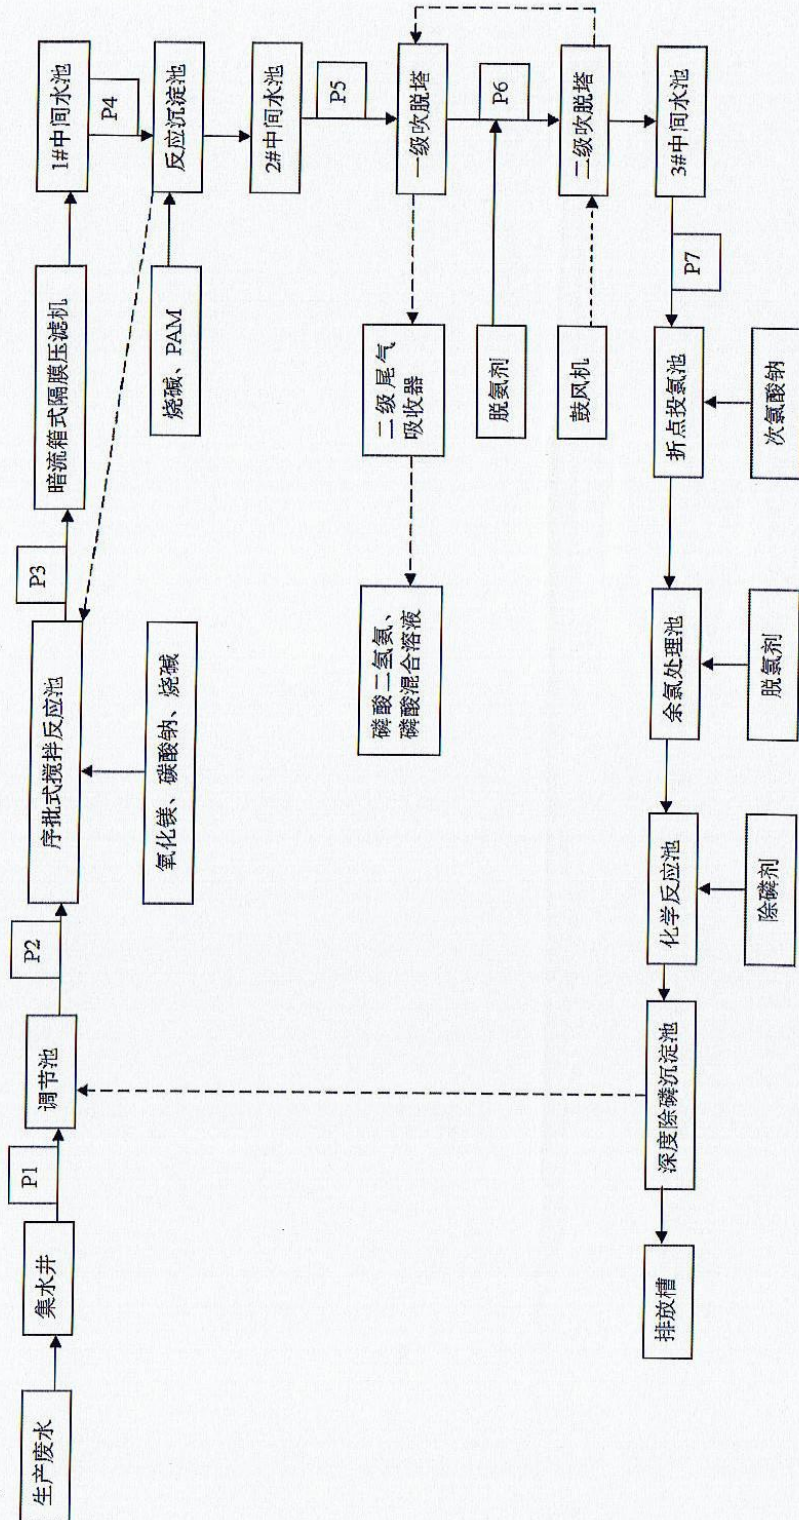 生产废水
集水井
P1
调节池
P2
序批式搅拌反应池
氧化镁、碳酸钠、烧碱
P3
暗流箱式隔膜压滤机
1#中间水池
P4
反应沉淀池
烧碱、PAM
2#中间水池
P5
一级吹脱塔
二级尾气
吸收器
磷酸二氢氨、
磷酸混合溶液
P6
脱氨剂
二级吹脱塔
鼓风机
3#中间水池
P7
折点投氯池
次氯酸钠
余氯处理池
脱氯剂
化学反应池
除磷剂
深度除磷沉淀池
排放槽